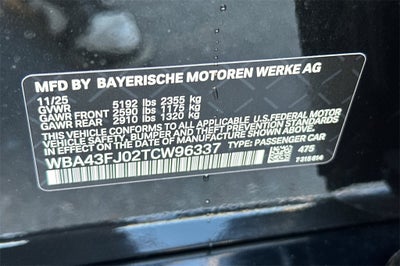 MFD BY BAYERISCHE MOTOREN WERKE AG
11/25
GVWR 5192 lbs 2355 kg
GAWR FRONT 2590 lbs 1175 kg
GAWR REAR 2910 lbs 1320 kg
THIS VEHICLE CONFORMS TO ALL APPLICABLE U.S.FEDERAL MOTOR
VEHICLE SAFETY, BUMPER, AND THEFT PREVENTION STANDARDS
IN EFFECT ON THE DATE OF MANUFACTURE SHOWN ABOVE.
WBA43FJ02TCW96337 TYPE: PASSENGER CAR
475